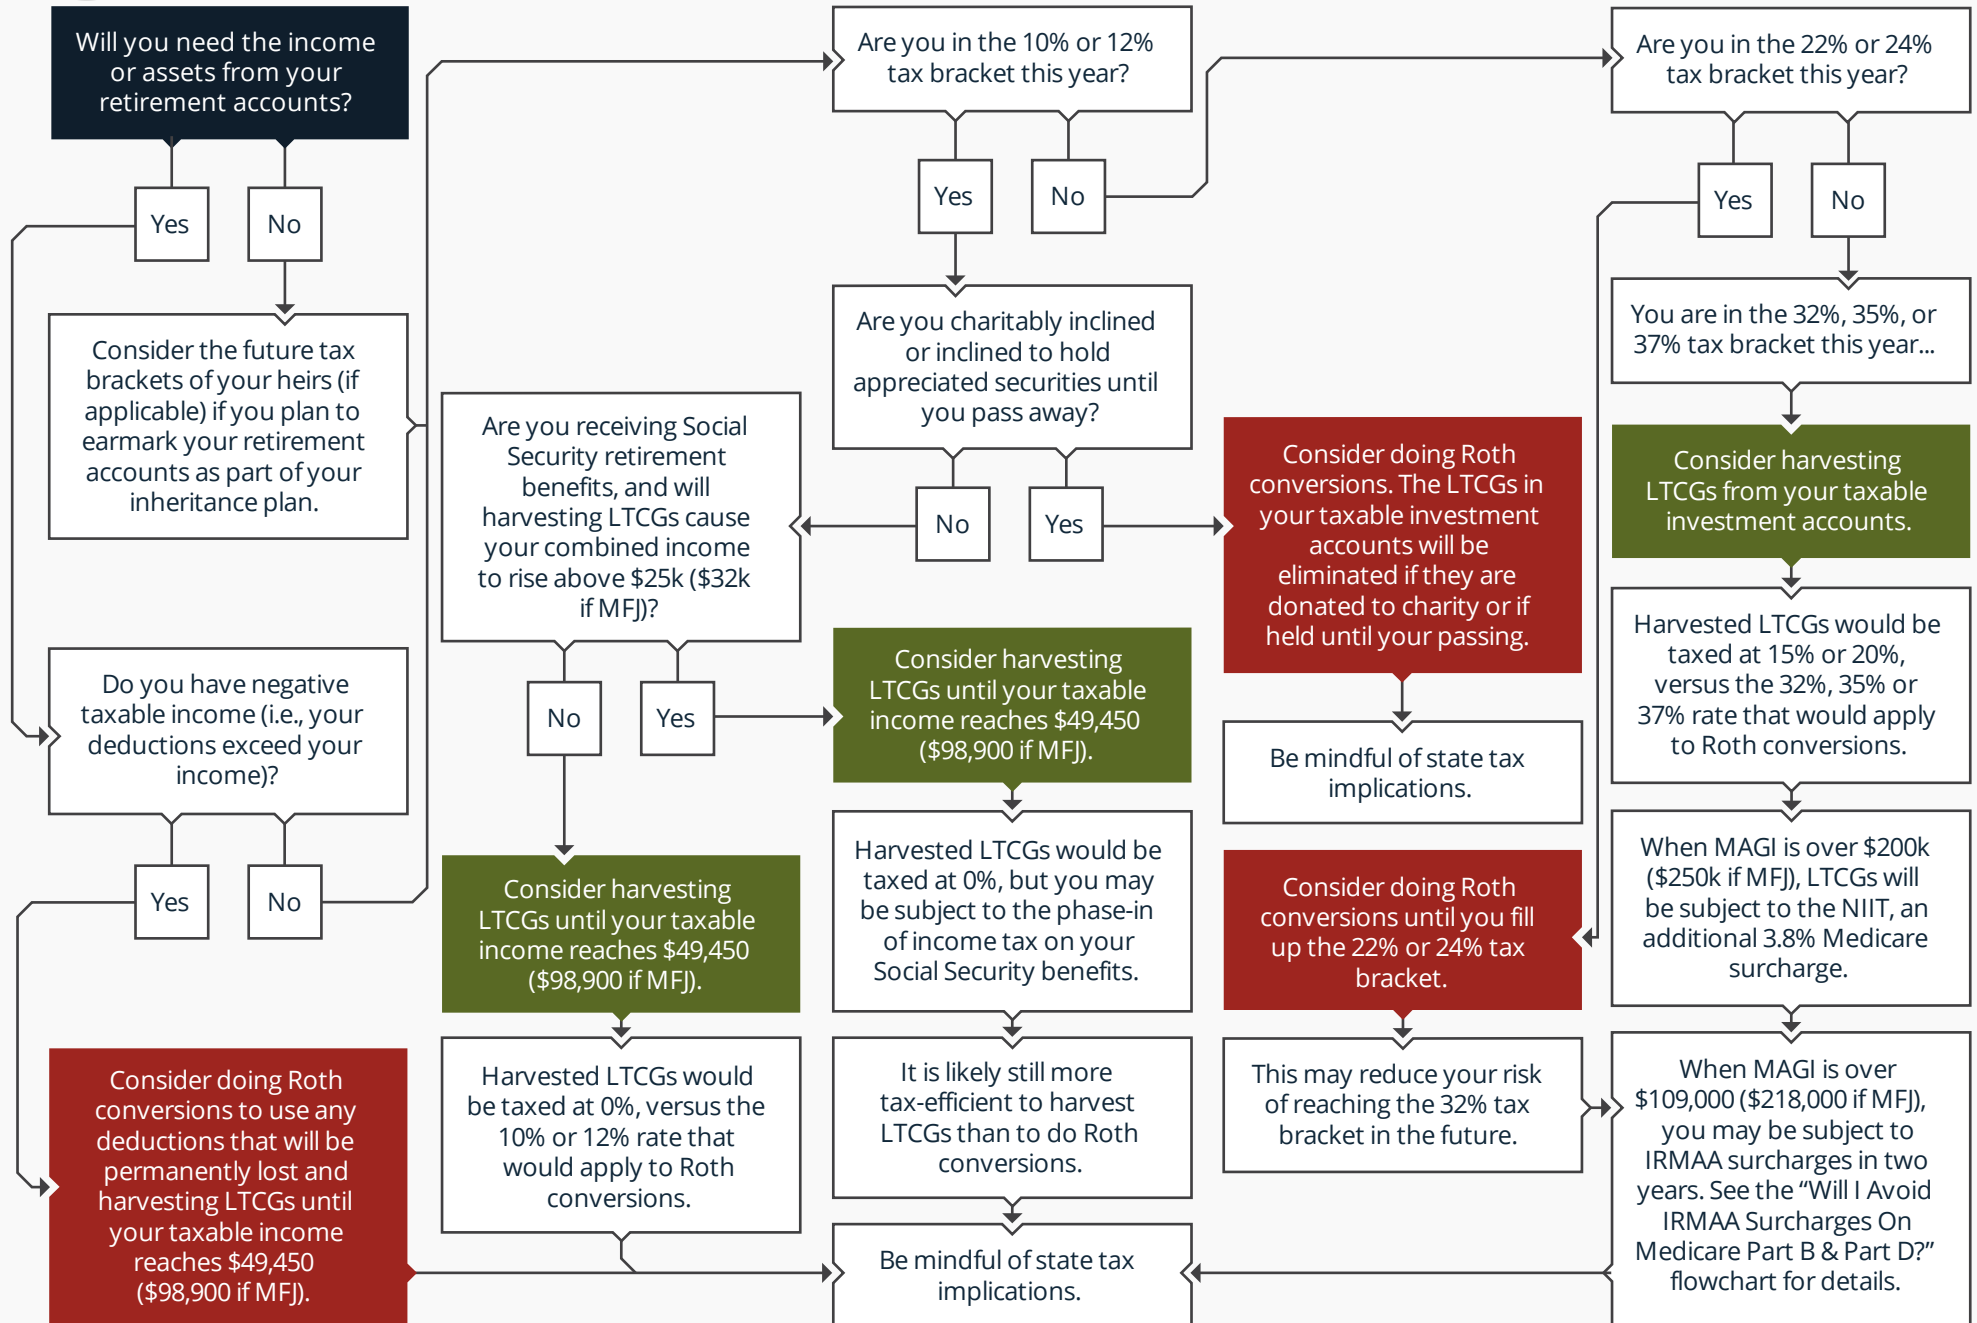 Will you need the income
or assets from your
retirement accounts?
Yes
No
Consider the future tax
brackets of your heirs (if
applicable) if you plan to
earmark your retirement
accounts as part of your
inheritance plan.
Do you have negative
taxable income (i.e., your
deductions exceed your
income)?
Yes
No
Consider doing Roth
conversions to use any
deductions that will be
permanently lost and
harvesting LTCGs until
your taxable income
reaches $49,450
($98,900 if MFJ).
Are you in the 10% or 12%
tax bracket this year?
Yes
No
Are you charitably inclined
or inclined to hold
appreciated securities until
you pass away?
No
Yes
Are you receiving Social
Security retirement
benefits, and will
harvesting LTCGs cause
your combined income
to rise above $25k ($32k
if MFJ)?
No
Yes
Consider harvesting
LTCGs until your taxable
income reaches $49,450
($98,900 if MFJ).
Harvested LTCGs would
be taxed at 0%, versus the
10% or 12% rate that
would apply to Roth
conversions.
Consider harvesting
LTCGs until your taxable
income reaches $49,450
($98,900 if MFJ).
Harvested LTCGs would be
taxed at 0%, but you may
be subject to the phase-in
of income tax on your
Social Security benefits.
It is likely still more
tax-efficient to harvest
LTCGs than to do Roth
conversions.
Be mindful of state tax
implications.
Consider doing Roth
conversions. The LTCGs in
your taxable investment
accounts will be
eliminated if they are
donated to charity or if
held until your passing.
Be mindful of state tax
implications.
Consider doing Roth
conversions until you fill
up the 22% or 24% tax
bracket.
This may reduce your risk
of reaching the 32% tax
bracket in the future.
Are you in the 22% or 24%
tax bracket this year?
Yes
No
You are in the 32%, 35%, or
37% tax bracket this year...
Consider harvesting
LTCGs from your taxable
investment accounts.
Harvested LTCGs would be
taxed at 15% or 20%,
versus the 32%, 35% or
37% rate that would apply
to Roth conversions.
When MAGI is over $200k
($250k if MFJ), LTCGs will
be subject to the NIIT, an
additional 3.8% Medicare
surcharge.
When MAGI is over
$109,000 ($218,000 if MFJ),
you may be subject to
IRMAA surcharges in two
years. See the “Will I Avoid
IRMAA Surcharges On
Medicare Part B & Part D?”
flowchart for details.